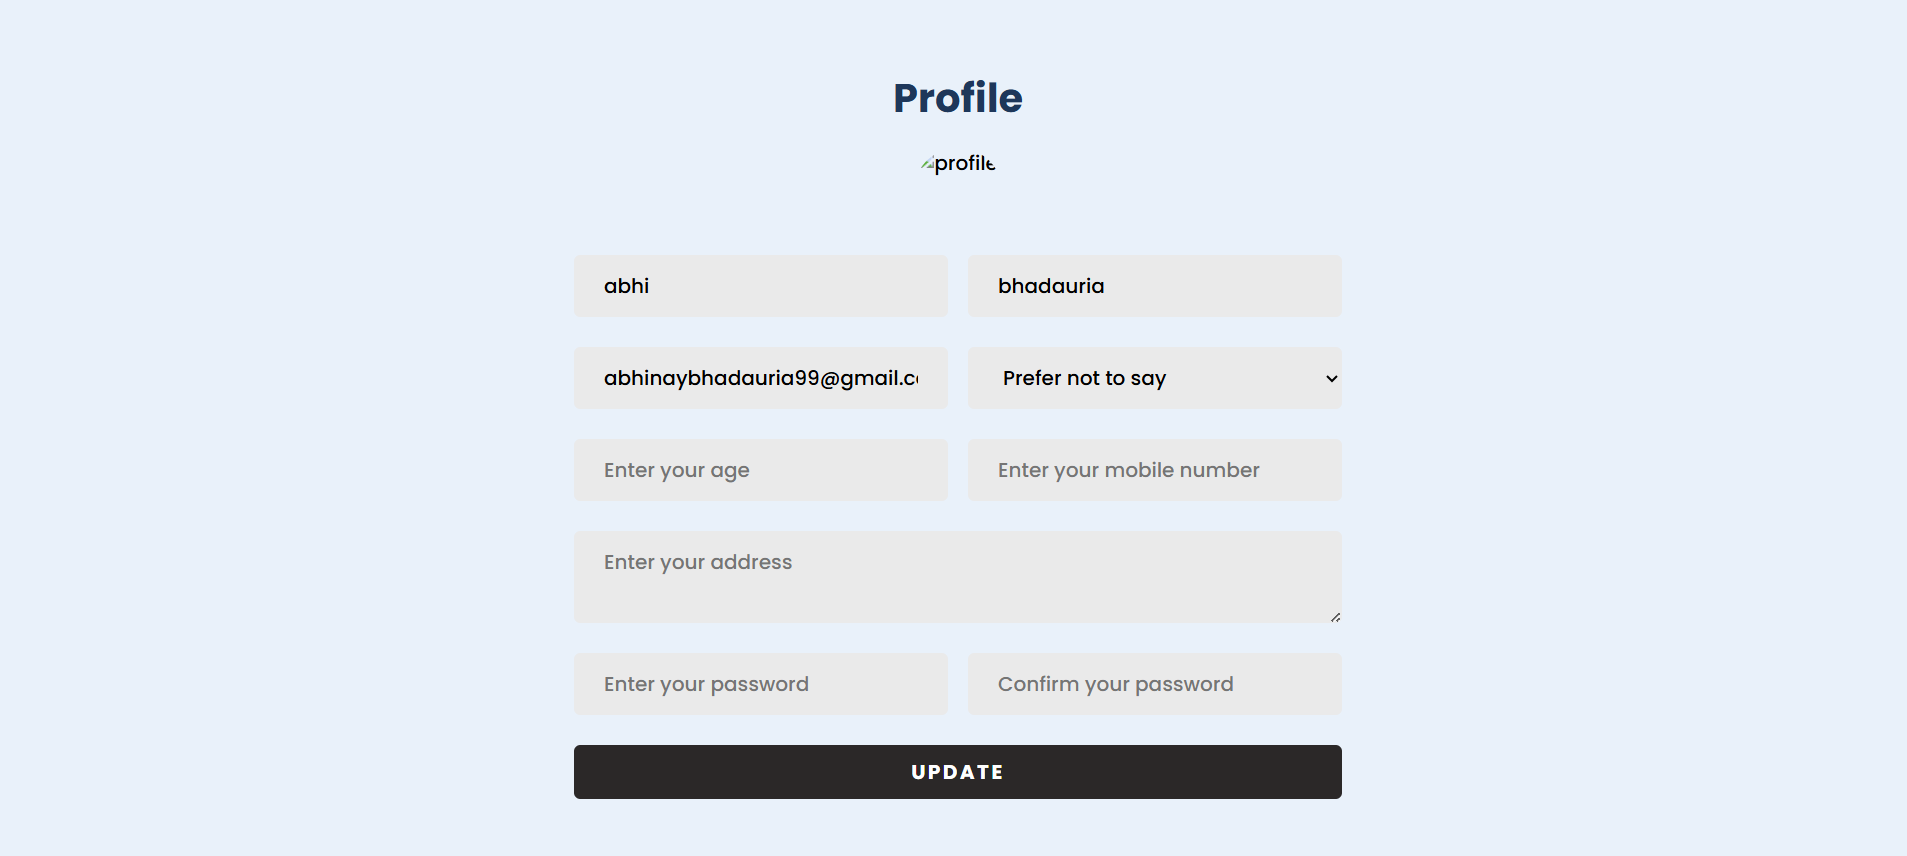 Profile
profile
abhi
bhadauria
abhinaybhadauria99@gmail.c
Prefer not to say
Enter your age
Enter your mobile number
Enter your address
Enter your password
Confirm your password
UPDATE